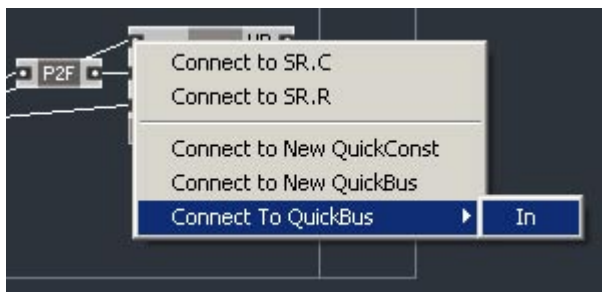 P2F
Connect to SR.C
Connect to SR.R
Connect to New QuickConst
Connect to New QuickBus
Connect To QuickBus
In